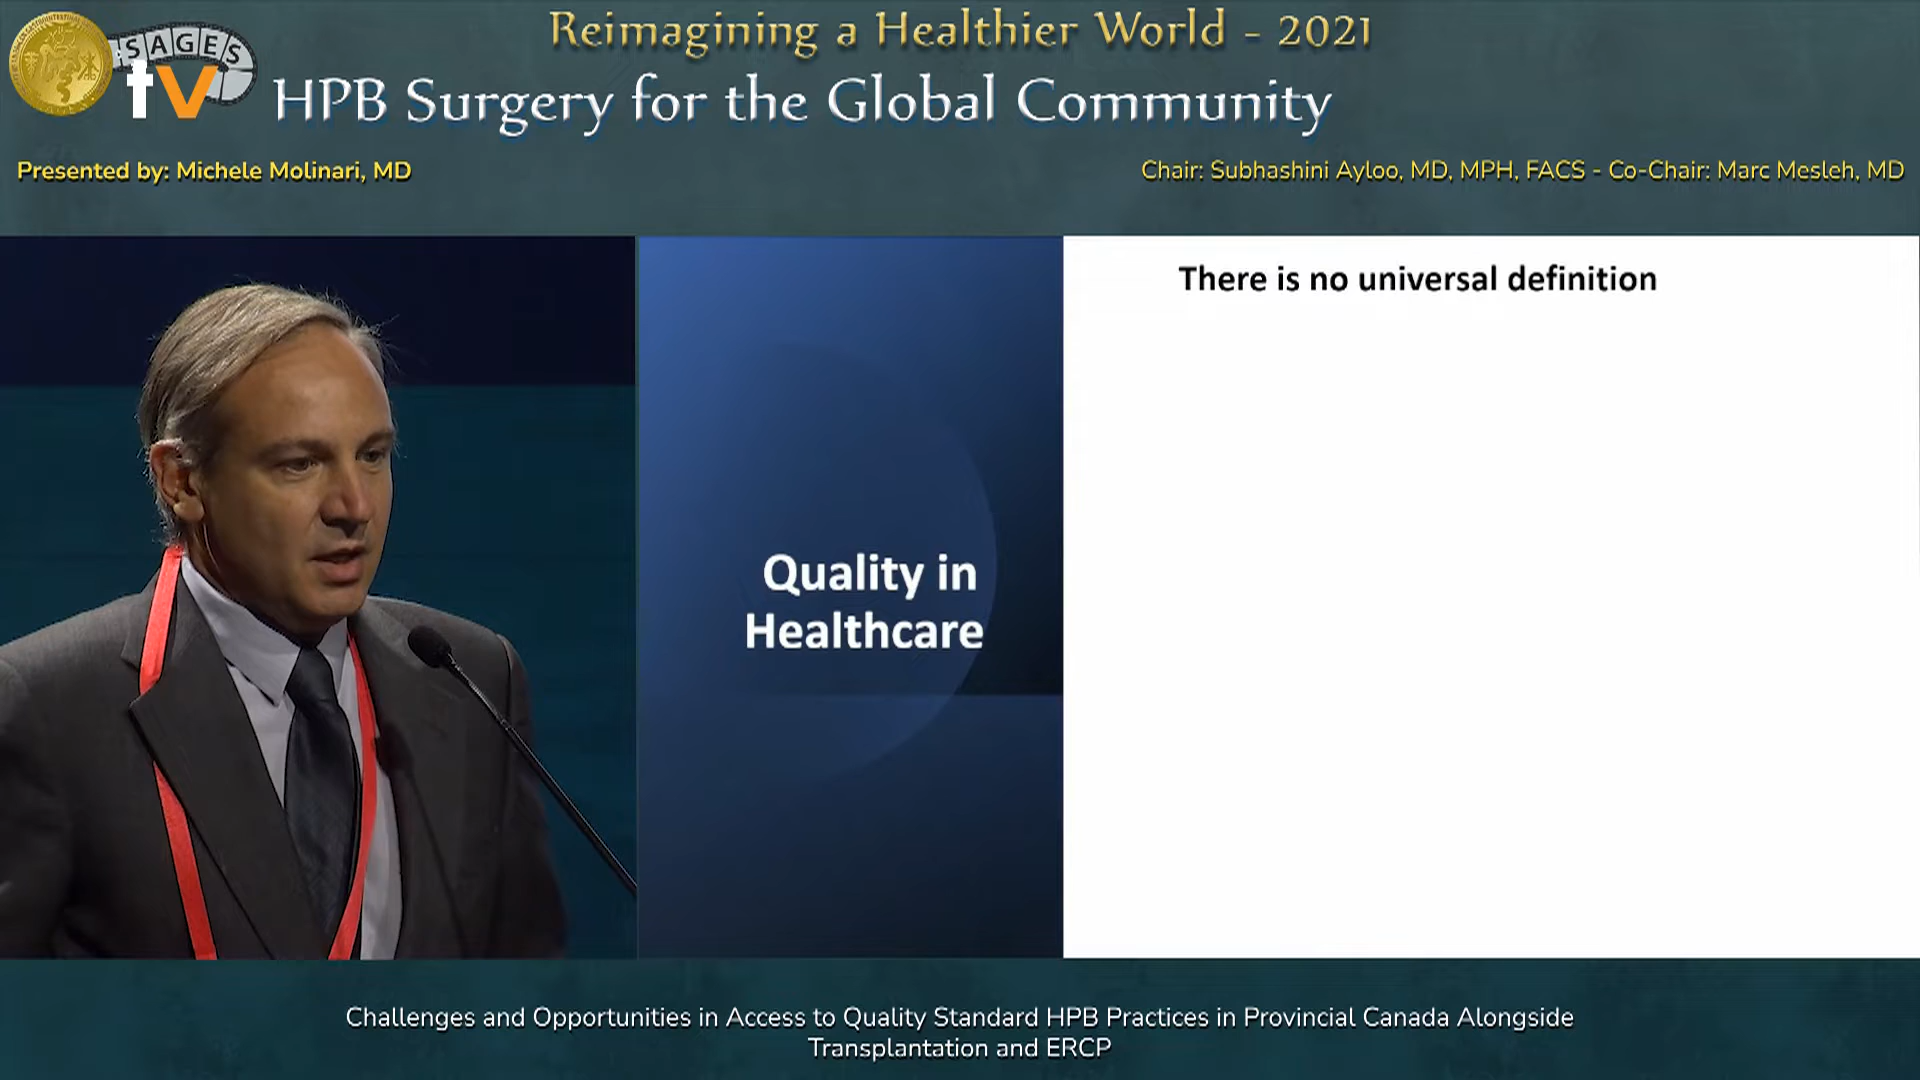 Reimagining a Healthier World - 2021
SAGES
tv
HPB Surgery for the Global Community
Presented by: Michele Molinari, MD
Chair: Subhashini Ayloo, MD, MPH, FACS - Co-Chair: Marc Mesleh, MD
There is no universal definition
Quality in
Healthcare
Challenges and Opportunities in Access to Quality Standard HPB Practices in Provincial Canada Alongside
Transplantation and ERCP